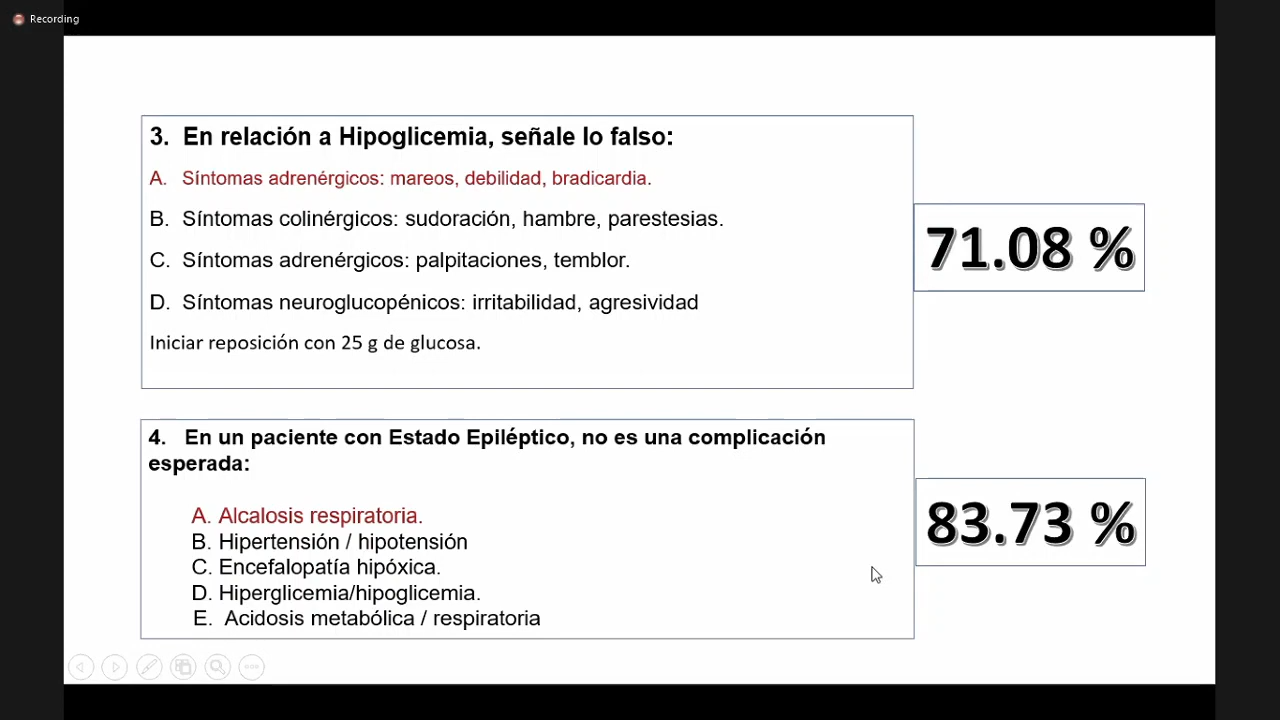 Recording
3. En relación a Hipoglicemia, señale lo falso:
A. Síntomas adrenérgicos: mareos, debilidad, bradicardia.
B. Síntomas colinérgicos: sudoración, hambre, parestesias.
C. Síntomas adrenérgicos: palpitaciones, temblor.
D. Síntomas neuroglucopénicos: irritabilidad, agresividad
Iniciar reposición con 25 g de glucosa.
71.08 %
4. En un paciente con Estado Epiléptico, no es una complicación
esperada:
A. Alcalosis respiratoria.
B. Hipertensión / hipotensión
C. Encefalopatía hipóxica.
D. Hiperglicemia/hipoglicemia.
E. Acidosis metabólica / respiratoria
83.73 %